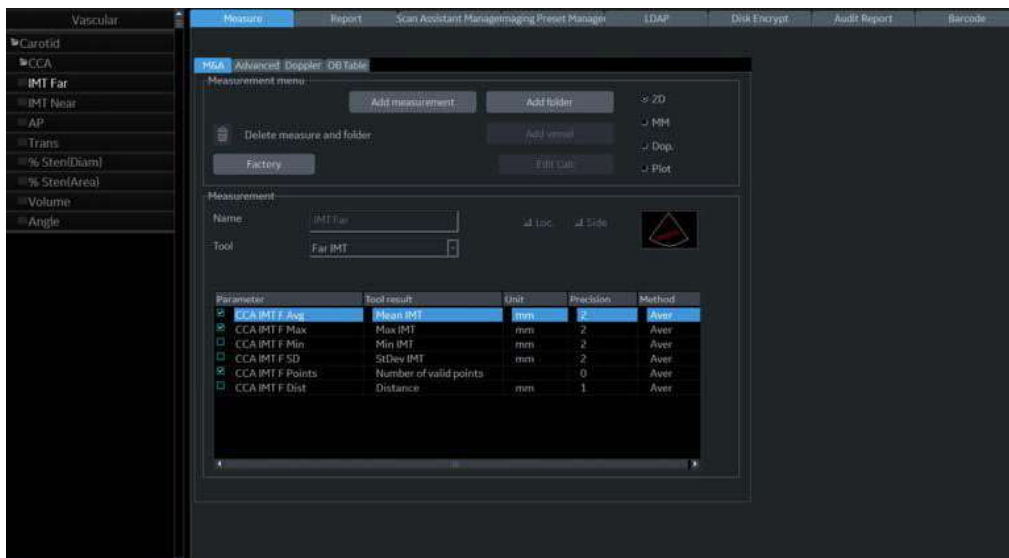 Vascular
Measure Report Scan Assistant Manager Imaging Preset Manager LDAP Disk Encrypt Audit Report Barcode
Carotid
CCA
IMT Far
IMT Near
AP
Trans
% Sten(Diam)
% Sten(Area)
Volume
Angle
M&A Advanced Doppler OB Table
Measurement menu
Add measurement Add folder
Delete measure and folder Add vessel
Factory Edit Calc
2D
MM
Dop.
Plot
Measurement
Name IMT Far Loc. Side
Tool Far IMT
Parameter Tool result Unit Precision Method
CCA IMT F Avg Mean IMT mm 2 Aver
CCA IMT F Max Max IMT mm 2 Aver
CCA IMT F Min Min IMT mm 2 Aver
CCA IMT F SD StDev IMT mm 2 Aver
CCA IMT F Points Number of valid points 0 Aver
CCA IMT F Dist Distance mm 1 Aver